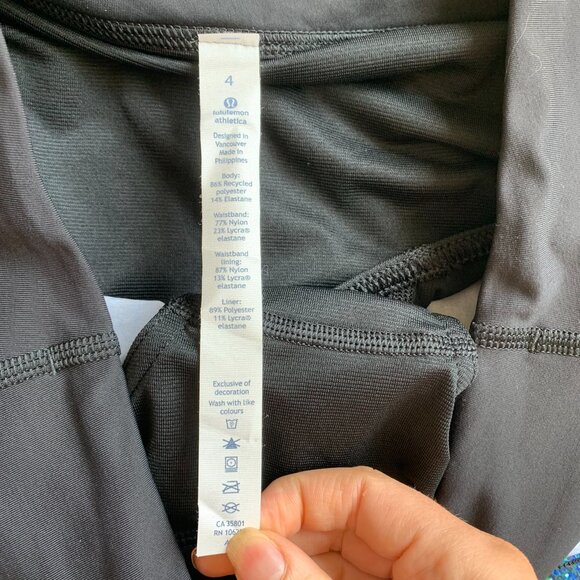 4
lululemon
athletica
Designed in
Vancouver
Made in
Philippines
Body:
86% Recycled
polyester
14% Elastane
Waistband:
77% Nylon
23% Lycra®
elastane
Waistband
lining:
87% Nylon
13% Lycra®
elastane
Liner:
89% Polyester
11% Lycra®
elastane
Exclusive of
decoration
Wash with like
colours
CA 35801
RN